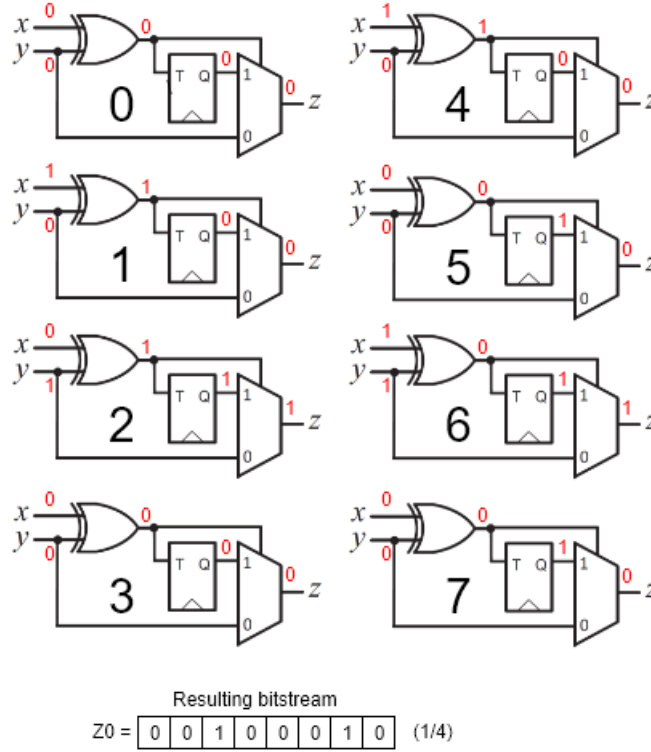 0 0 1
x 0 x 1
y T Q 0 1 0 z y T Q 0 1 0 z
0 0 0 4
0 0
1 0
x 1 x 0
y T Q 0 1 0 z y T Q 1 1 0 z
0 1 0 5
0 0
0 1
x 1 x 0
y T Q 1 1 1 z y T Q 1 1 1 z
1 2 1 6
0 0
0 0
x 0 x 0
y T Q 0 1 0 z y T Q 1 1 0 z
0 3 0 7
0 0
Resulting bitstream
Z0 = 0 0 1 0 0 0 1 0 (1/4)